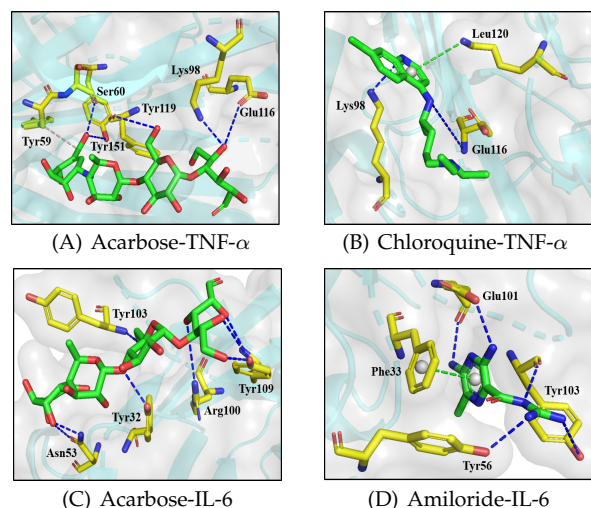 Ser60
Lys98
Tyr119
Glu116
Tyr59
Tyr151
(A) Acarbose-TNF-α
Leu120
Lys98
Glu116
(B) Chloroquine-TNF-α
Tyr103
Tyr32
Arg100
Tyr109
Asn53
(C) Acarbose-IL-6
Glu101
Phe33
Tyr103
Tyr56
(D) Amiloride-IL-6